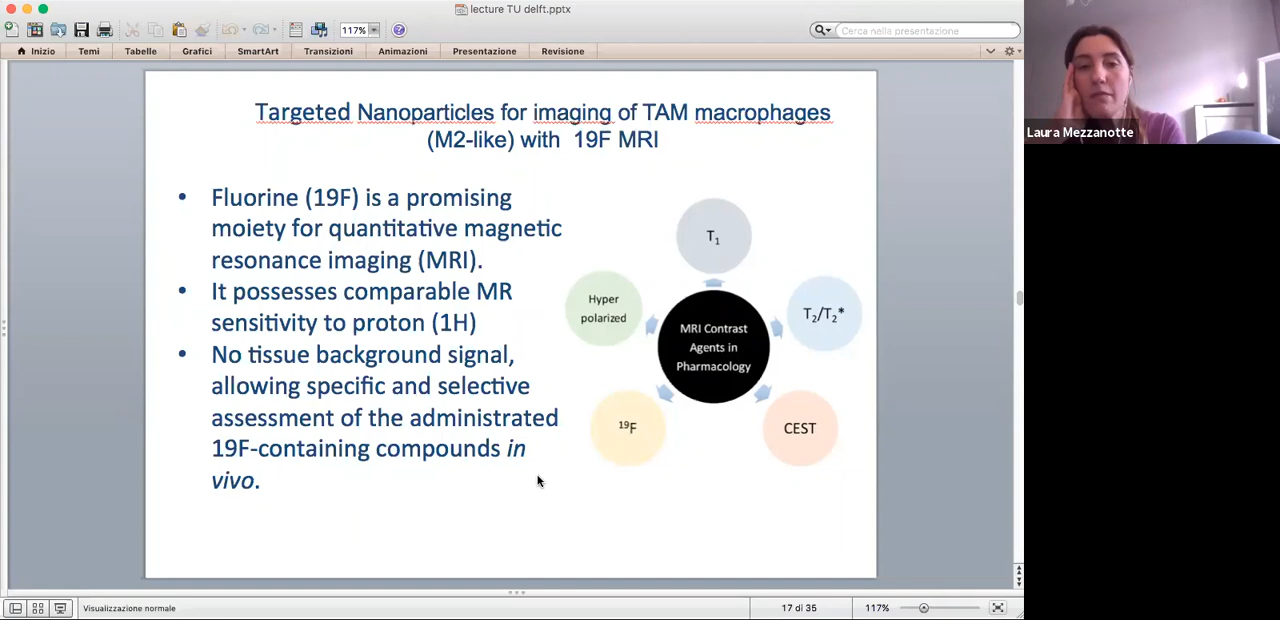 lecture TU delft.pptx
117%
Cerca nella presentazione
Inizio Temi Tabelle Grafici SmartArt Transizioni Animazioni Presentazione Revisione
Targeted Nanoparticles for imaging of TAM macrophages
(M2-like) with 19F MRI
• Fluorine (19F) is a promising
moiety for quantitative magnetic
resonance imaging (MRI).
• It possesses comparable MR
sensitivity to proton (1H)
• No tissue background signal,
allowing specific and selective
assessment of the administrated
19F-containing compounds in
vivo.
T1
Hyper
polarized
T2/T2*
MRI Contrast
Agents in
Pharmacology
19F
CEST
Laura Mezzanotte
Visualizzazione normale
17 di 35
117%